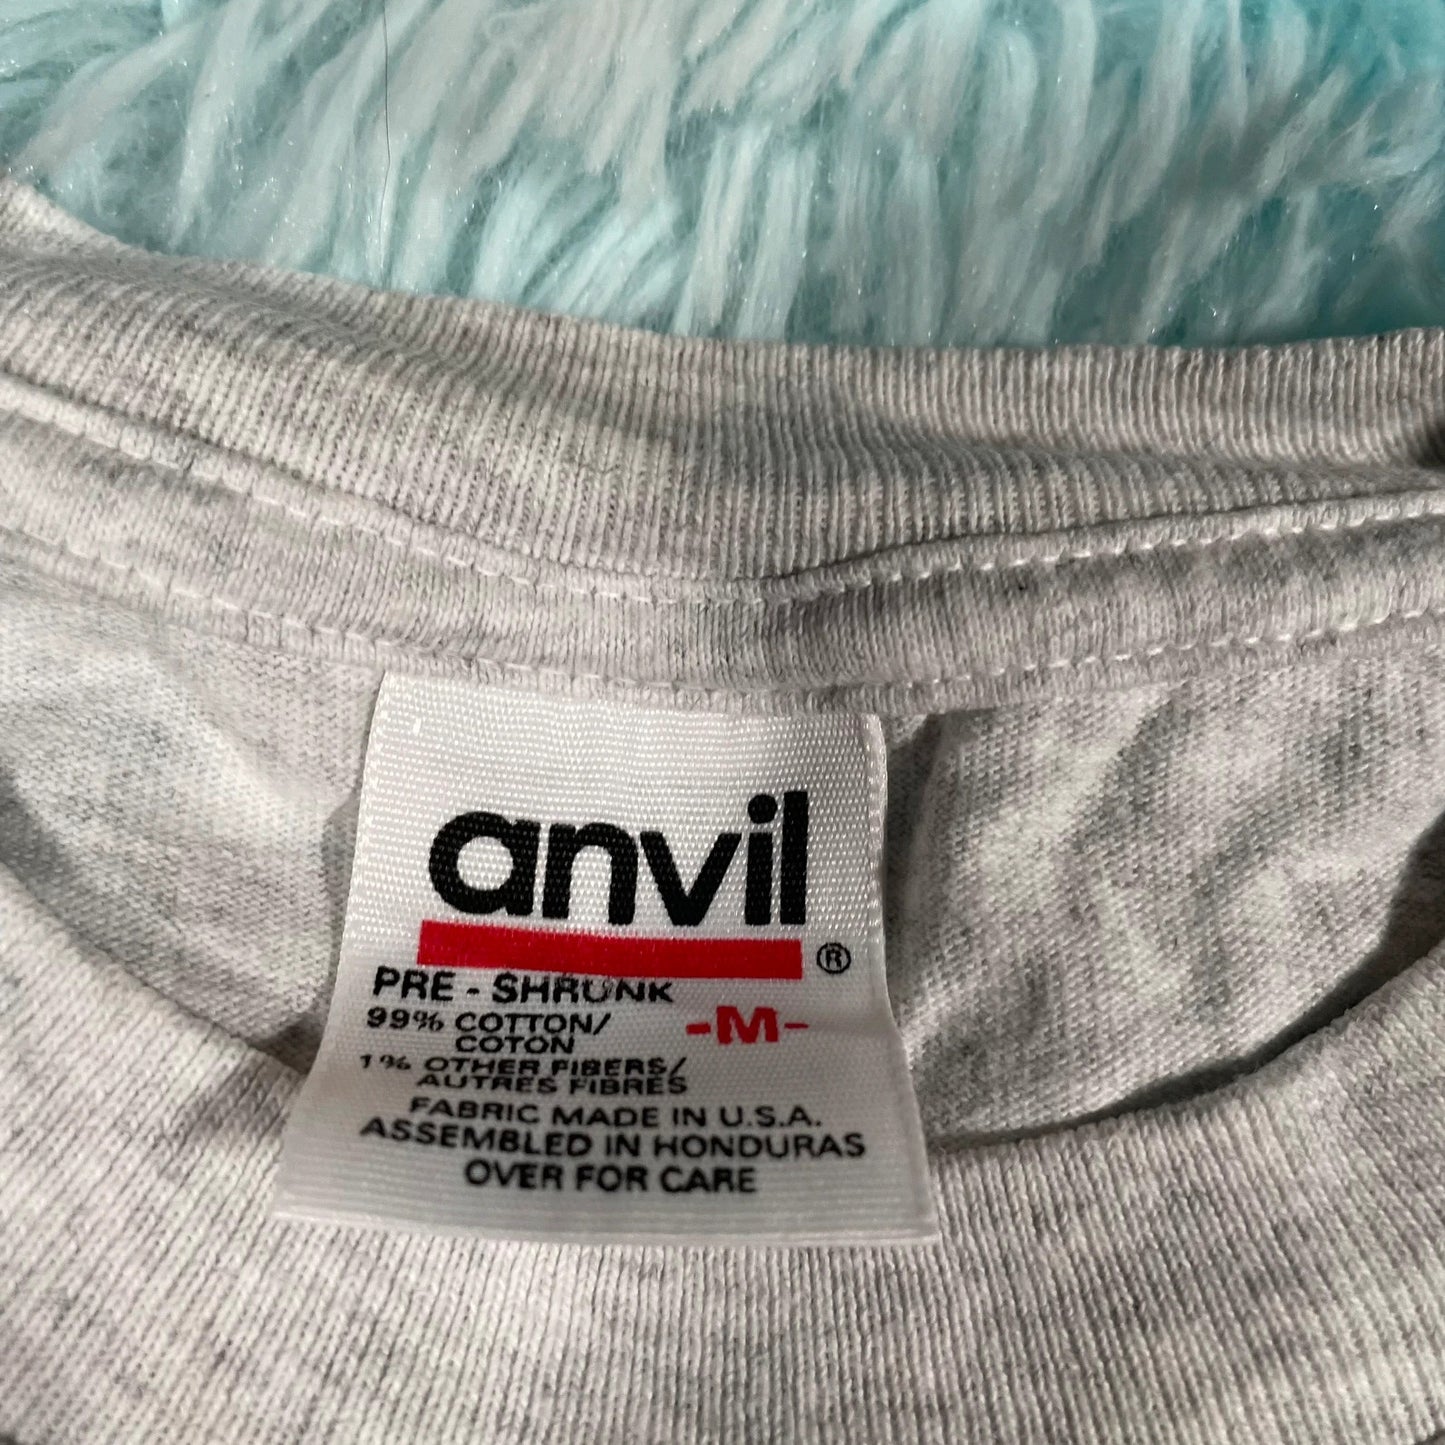 anvil®
PRE - SHRUNK
99% COTTON/ -M-
COTON
1% OTHER FIBERS/
AUTRES FIBRES
FABRIC MADE IN U.S.A.
ASSEMBLED IN HONDURAS
OVER FOR CARE